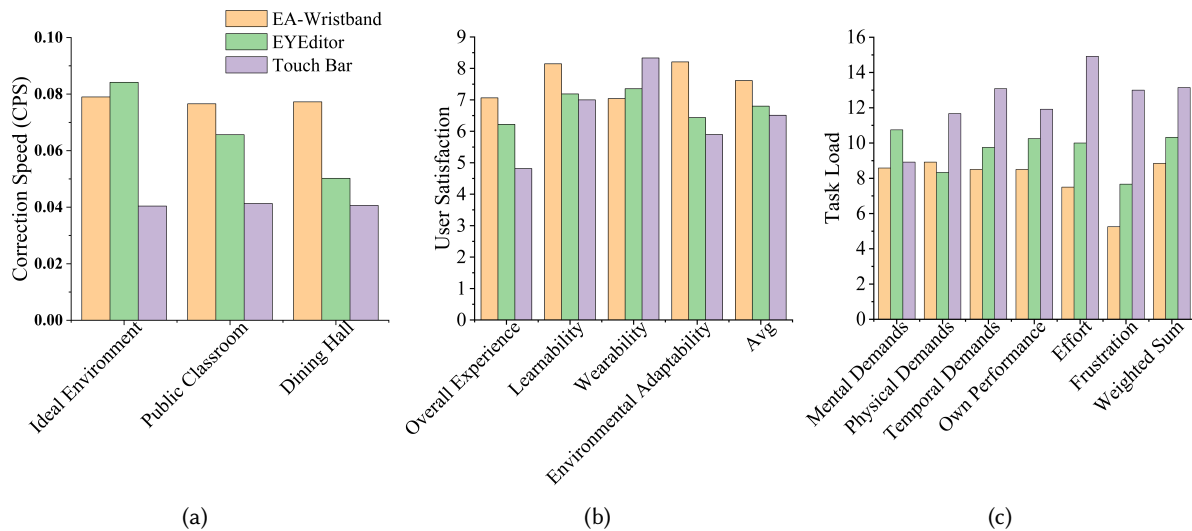 EA-Wristband
EYEditor
Touch Bar
Correction Speed (CPS)
0.10
0.08
0.06
0.04
0.02
0.00
Ideal Environment
Public Classroom
Dining Hall
(a)
User Satisfaction
9
8
7
6
5
4
3
2
1
0
Overall Experience
Learnability
Wearability
Environmental Adaptability
Avg
(b)
Task Load
16
14
12
10
8
6
4
2
0
Mental Demands
Physical Demands
Temporal Demands
Own Performance
Effort
Frustration
Weighted Sum
(c)